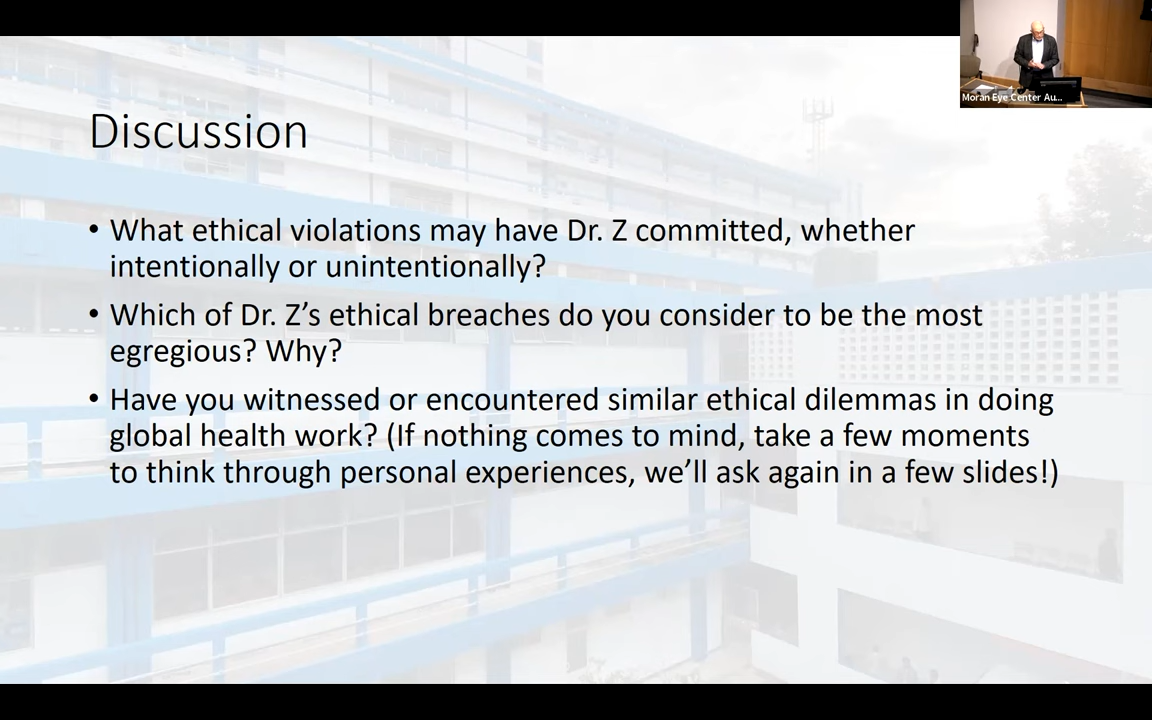 Moran Eye Center Au...
Discussion
• What ethical violations may have Dr. Z committed, whether
intentionally or unintentionally?
• Which of Dr. Z’s ethical breaches do you consider to be the most
egregious? Why?
• Have you witnessed or encountered similar ethical dilemmas in doing
global health work? (If nothing comes to mind, take a few moments
to think through personal experiences, we’ll ask again in a few slides!)